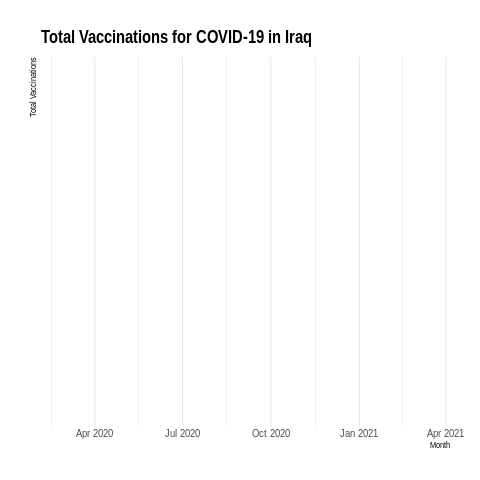 Total Vaccinations for COVID-19 in Iraq
Total Vaccinations
Apr 2020
Jul 2020
Oct 2020
Jan 2021
Apr 2021
Month